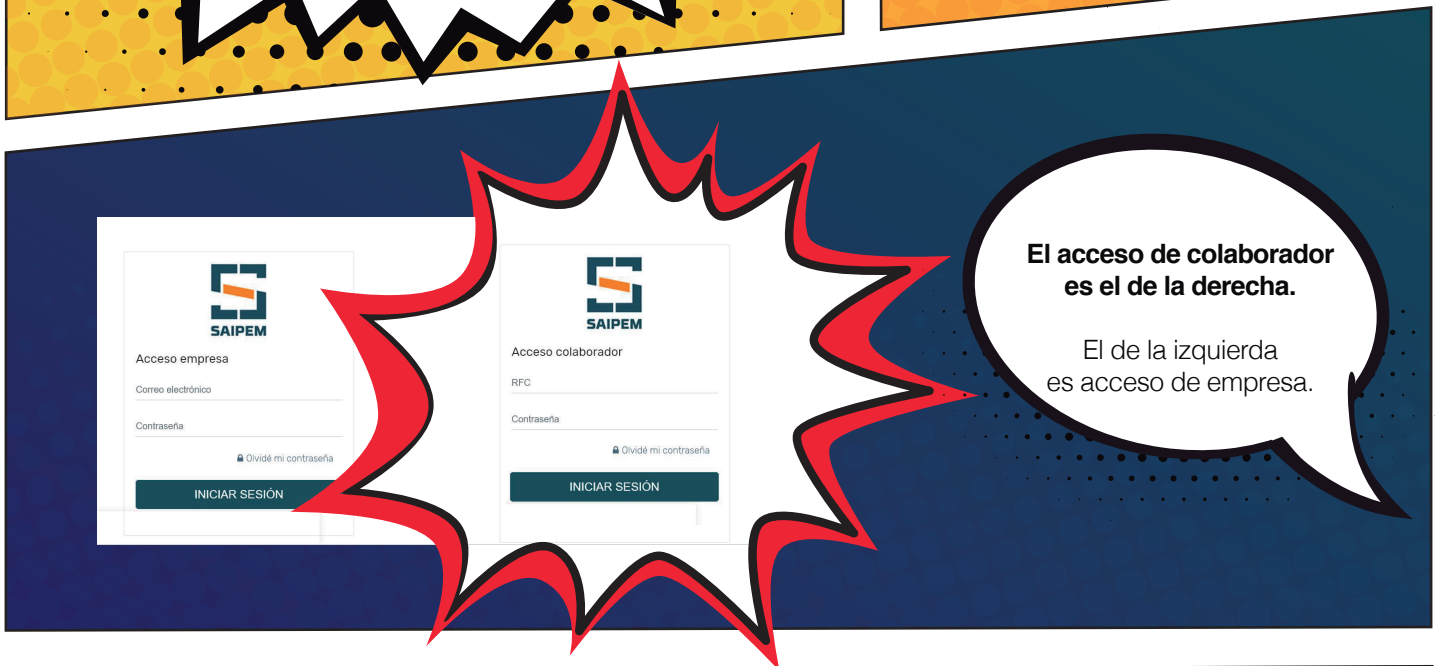 SAIPEM
Acceso empresa
Correo electrónico
Contraseña
Olvidé mi contraseña
INICIAR SESIÓN
SAIPEM
Acceso colaborador
RFC
Contraseña
Olvidé mi contraseña
INICIAR SESIÓN
El acceso de colaborador
es el de la derecha.
El de la izquierda
es acceso de empresa.